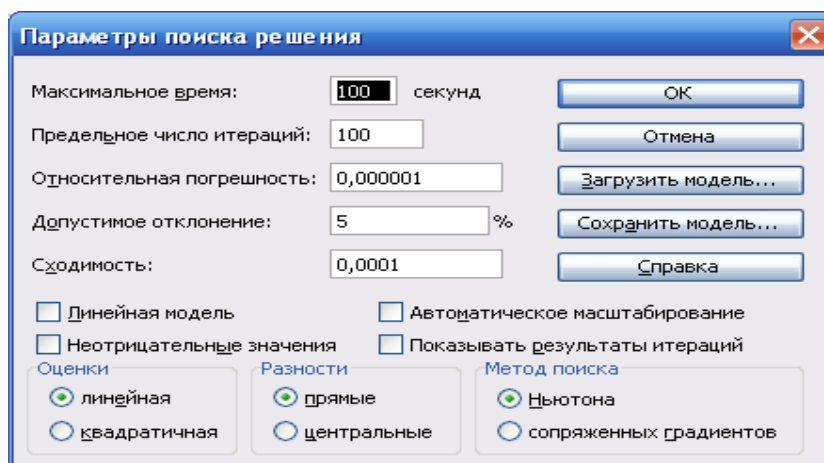 Параметры поиска решения
Максимальное время: 100 секунд ОК
Предельное число итераций: 100 Отмена
Относительная погрешность: 0,000001 Загрузить модель...
Допустимое отклонение: 5 % Сохранить модель...
Сходимость: 0,0001 Справка
Линейная модель Автоматическое масштабирование
Неотрицательные значения Показывать результаты итераций
Оценки Разности Метод поиска
линейная прямые Ньютона
квадратичная центральные сопряженных градиентов